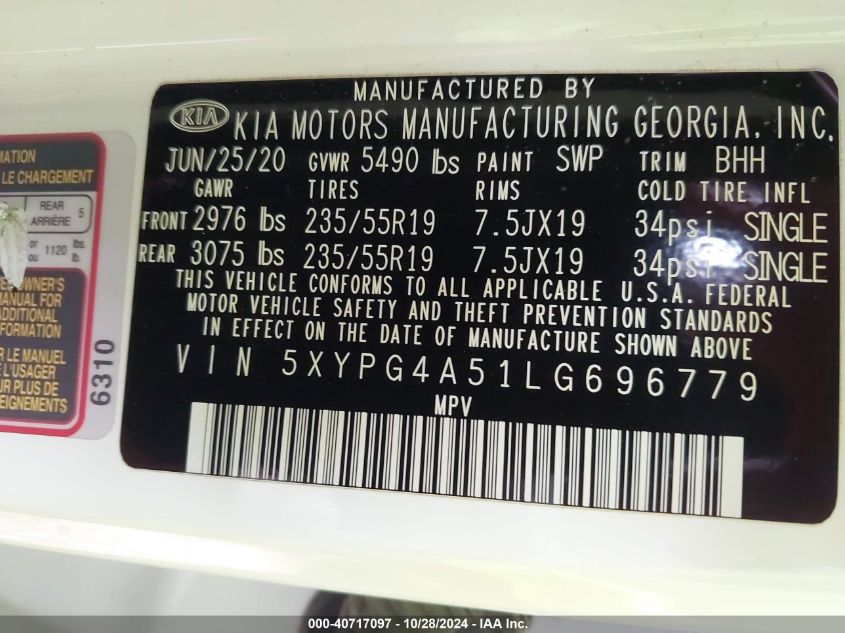 MANUFACTURED BY
KIA KIA MOTORS MANUFACTURING GEORGIA, INC.
JUN/25/20 GVWR 5490 lbs PAINT SWP TRIM BHH
GAWR TIRES RIMS COLD TIRE INFL
FRONT 2976 lbs 235/55R19 7.5JX19 34psi SINGLE
REAR 3075 lbs 235/55R19 7.5JX19 34psi SINGLE
THIS VEHICLE CONFORMS TO ALL APPLICABLE U.S.A. FEDERAL
MOTOR VEHICLE SAFETY AND THEFT PREVENTION STANDARDS
IN EFFECT ON THE DATE OF MANUFACTURE SHOWN ABOVE
VIN 5XYPG4A51LG696779
MPV
LE CHARGEMENT
REAR
ARRIÈRE 5
or 1120 lbs.
ou lb.
MANUAL FOR
ADDITIONAL
LE MANUEL
L'USAGER
PLUS DE
6310
000-40717097 - 10/28/2024 - IAA Inc.